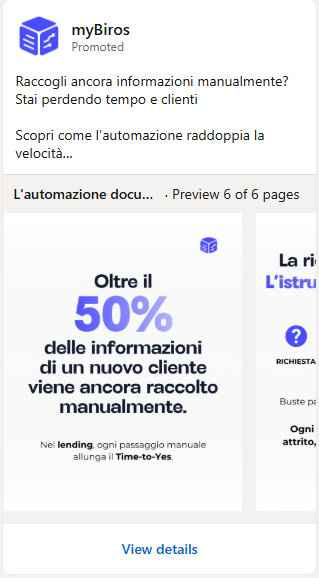 myBiros
Promoted
Raccogli ancora informazioni manualmente?
Stai perdendo tempo e clienti
Scopri come l’automazione raddoppia la
velocità...
L'automazione docu... · Preview 6 of 6 pages
Oltre il
50%
delle informazioni
di un nuovo cliente
viene ancora raccolto
manualmente.
Nel lending, ogni passaggio manuale
allunga il Time-to-Yes.
La ri
L’istru
?
RICHIESTA
Buste pa
Ogni
attrito,
View details